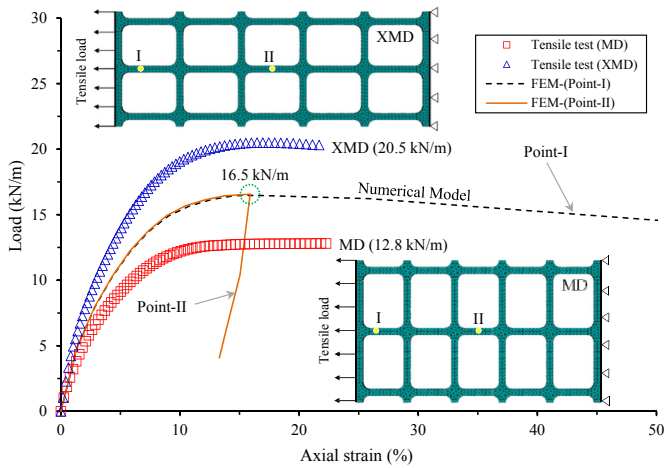 30
25
20
15
10
5
0
Load (kN/m)
0
10
20
30
40
50
Axial strain (%)
Tensile load
I
II
XMD
Tensile test (MD)
Tensile test (XMD)
FEM-(Point-I)
FEM-(Point-II)
XMD (20.5 kN/m)
16.5 kN/m
Point-I
Numerical Model
MD (12.8 kN/m)
Point-II
Tensile load
I
II
MD